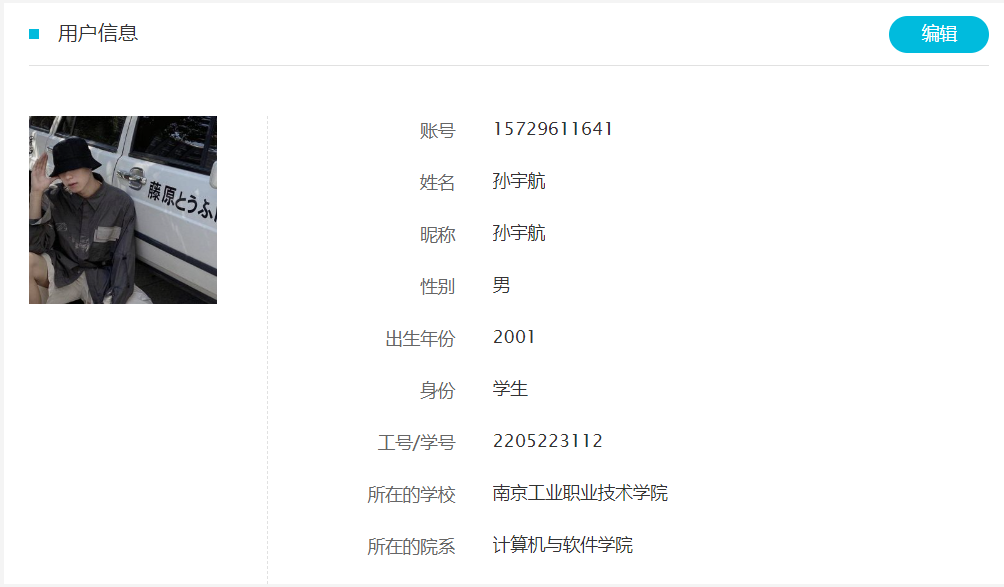 用户信息
编辑
藤原とうふ
账号 15729611641
姓名 孙宇航
昵称 孙宇航
性别 男
出生年份 2001
身份 学生
工号/学号 2205223112
所在的学校 南京工业职业技术学院
所在的院系 计算机与软件学院